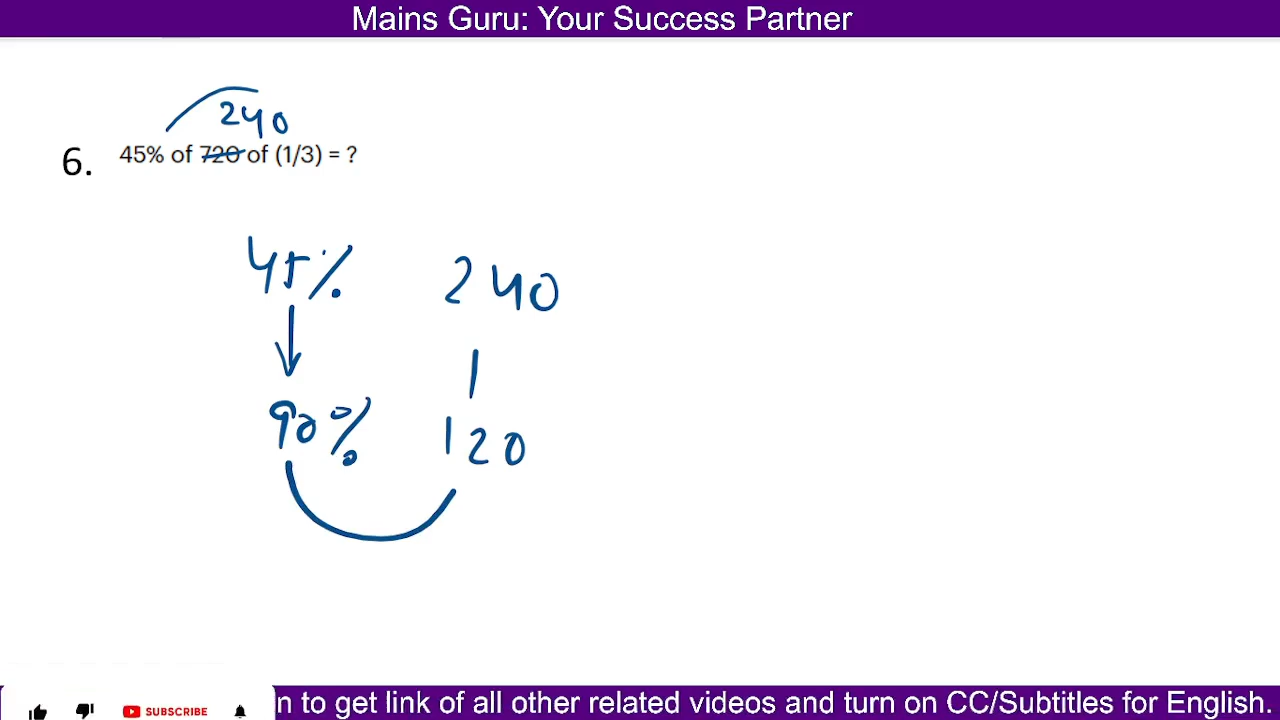 Mains Guru: Your Success Partner
240
6. 45% of 720 of (1/3) = ?
45% 240
90% 120
SUBSCRIBE
n to get link of all other related videos and turn on CC/Subtitles for English.